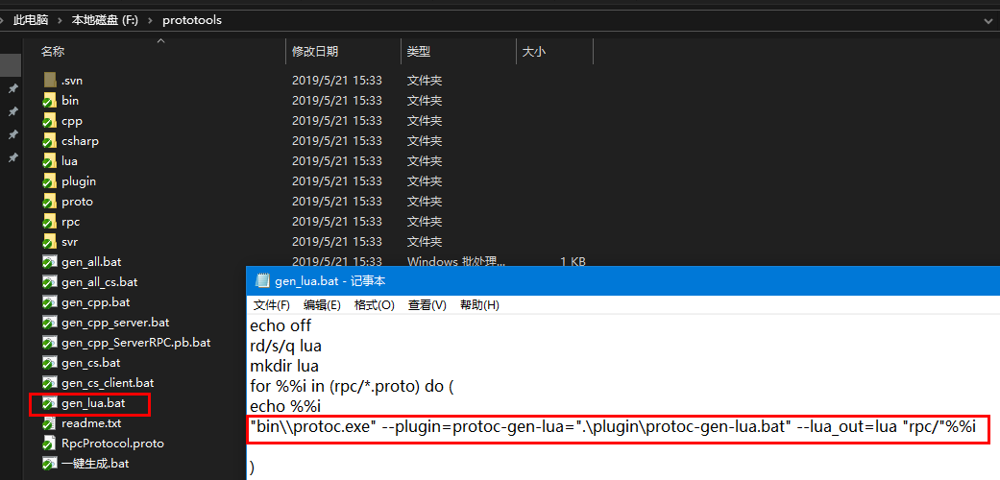 此电脑 > 本地磁盘 (F:) > prototools
名称 修改日期 类型 大小
.svn 2019/5/21 15:33 文件夹
bin 2019/5/21 15:33 文件夹
cpp 2019/5/21 15:33 文件夹
csharp 2019/5/21 15:33 文件夹
lua 2019/5/21 15:33 文件夹
plugin 2019/5/21 15:33 文件夹
proto 2019/5/21 15:33 文件夹
rpc 2019/5/21 15:33 文件夹
svr 2019/5/21 15:33 文件夹
gen_all.bat 2019/5/21 15:33 Windows 批处理... 1 KB
gen_all_cs.bat
gen_cpp.bat
gen_cpp_server.bat
gen_cpp_ServerRPC.pb.bat
gen_cs.bat
gen_cs_client.bat
gen_lua.bat
readme.txt
RpcProtocol.proto
一键生成.bat
gen_lua.bat - 记事本
文件(F) 编辑(E) 格式(O) 查看(V) 帮助(H)
echo off
rd/s/q lua
mkdir lua
for %%i in (rpc/*.proto) do (
echo %%i
"bin\\protoc.exe" --plugin=protoc-gen-lua=".\plugin\protoc-gen-lua.bat" --lua_out=lua "rpc/"%%i
)